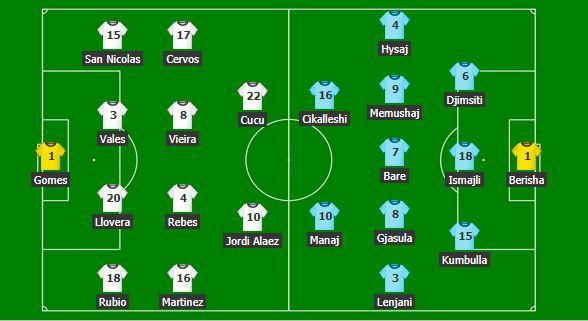 15
San Nicolas
17
Cervos
3
Vales
8
Vieira
22
Cucu
1
Gomes
20
Llovera
4
Rebes
10
Jordi Alaez
18
Rubio
16
Martinez
4
Hysaj
6
Djimsiti
9
Memushaj
16
Cikalleshi
7
Bare
18
Ismajli
1
Berisha
8
Gjasula
10
Manaj
15
Kumbulla
3
Lenjani